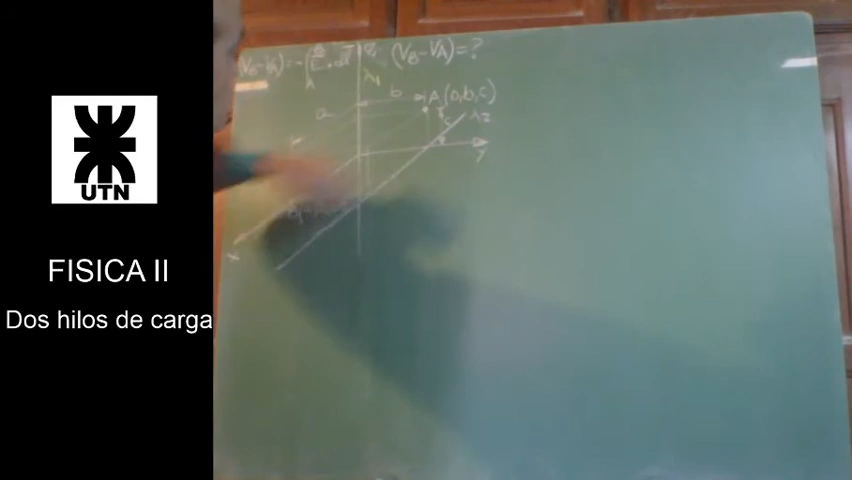 UTN
FISICA II
Dos hilos de carga
(V_B - V_A) = ?
λ1
b
A (0,b,c)
a
c
λ2
y
x